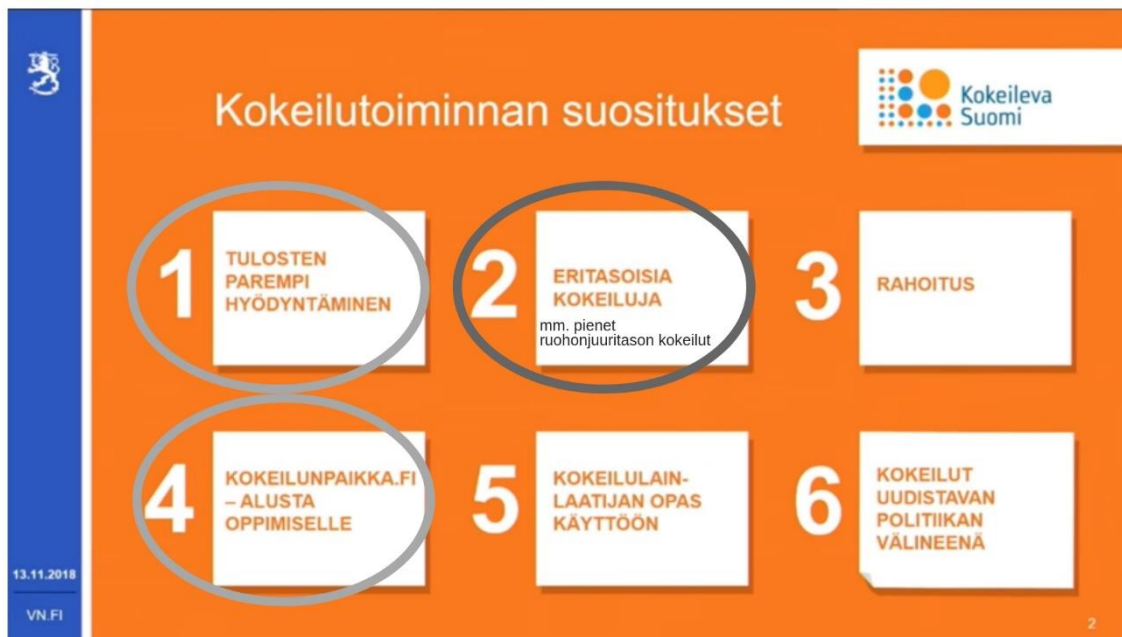 Kokeilutoiminnan suositukset
Kokeileva
Suomi
1
TULOSTEN
PAREMPI
HYÖDYNTÄMINEN
2
ERITASOISIA
KOKEILUJA
mm. pienet
ruohonjuuritason kokeilut
3
RAHOITUS
4
KOKEILUNPAIKKA.FI
– ALUSTA
OPPIMISELLE
5
KOKEILULAIN-
LAATIJAN OPAS
KÄYTTÖÖN
6
KOKEILUT
UUDISTAVAN
POLITIIKAN
VÄLINEENÄ
13.11.2018
VN.FI
2